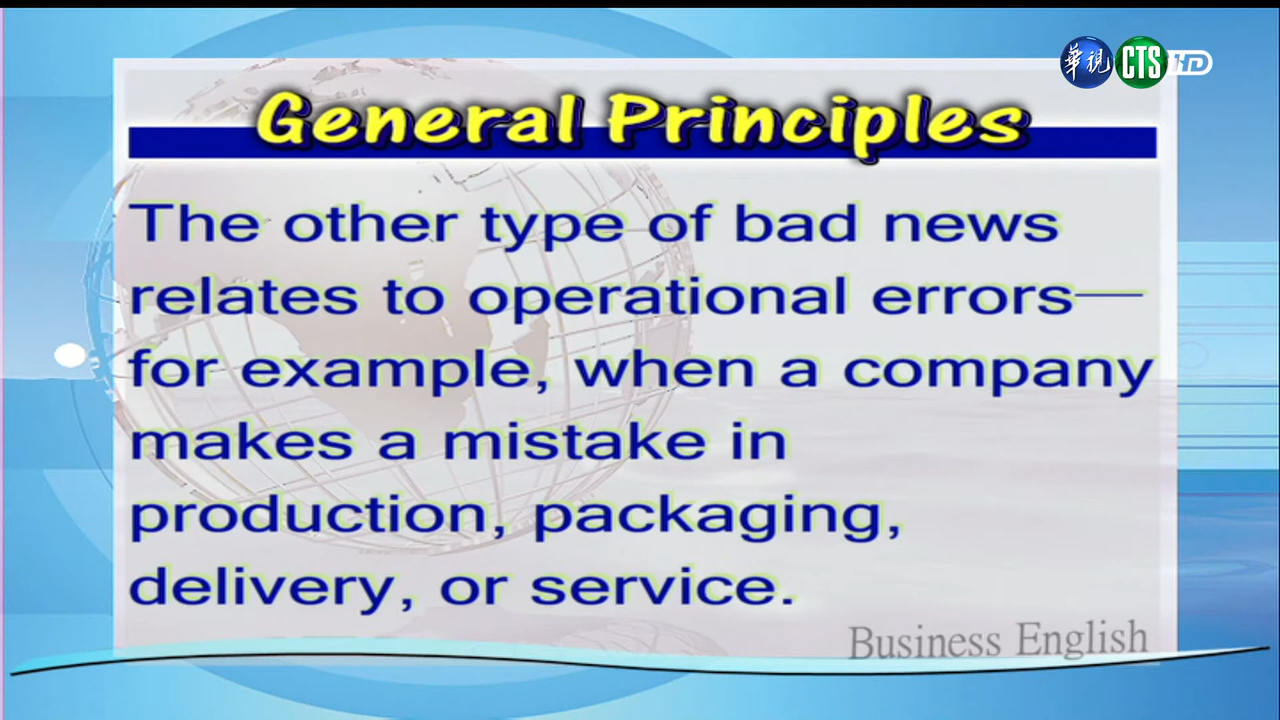 華視 CTS HD
General Principles
The other type of bad news
relates to operational errors—
for example, when a company
makes a mistake in
production, packaging,
delivery, or service.
Business English